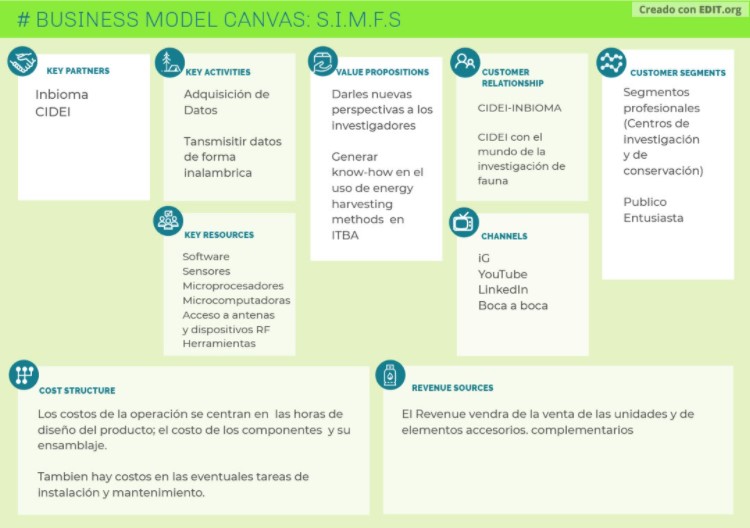 # BUSINESS MODEL CANVAS: S.I.M.F.S
Creado con EDIT.org
KEY PARTNERS
Inbioma
CIDEI
KEY ACTIVITIES
Adquisición de
Datos
Tansmisitir datos
de forma
inalambrica
KEY RESOURCES
Software
Sensores
Microprocesadores
Microcomputadoras
Acceso a antenas
y dispositivos RF
Herramientas
VALUE PROPOSITIONS
Darles nuevas
perspectivas a los
investigadores
Generar
know-how en el
uso de energy
harvesting
methods en
ITBA
CUSTOMER
RELATIONSHIP
CIDEI-INBIOMA
CIDEI con el
mundo de la
investigación de
fauna
CHANNELS
iG
YouTube
LinkedIn
Boca a boca
CUSTOMER SEGMENTS
Segmentos
profesionales
(Centros de
investigación
y de
conservación)
Publico
Entusiasta
COST STRUCTURE
Los costos de la operación se centran en las horas de
diseño del producto; el costo de los componentes y su
ensamblaje.
Tambien hay costos en las eventuales tareas de
instalación y mantenimiento.
REVENUE SOURCES
El Revenue vendra de la venta de las unidades y de
elementos accesorios. complementarios